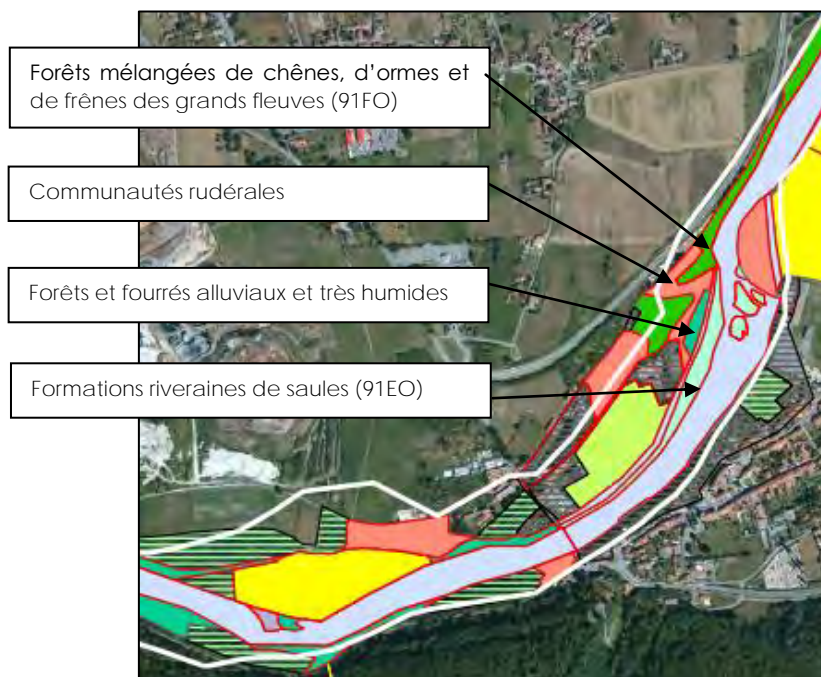 Forêts mélangées de chênes, d'ormes et
de frênes des grands fleuves (91FO)
Communautés rudérales
Forêts et fourrés alluviaux et très humides
Formations riveraines de saules (91EO)